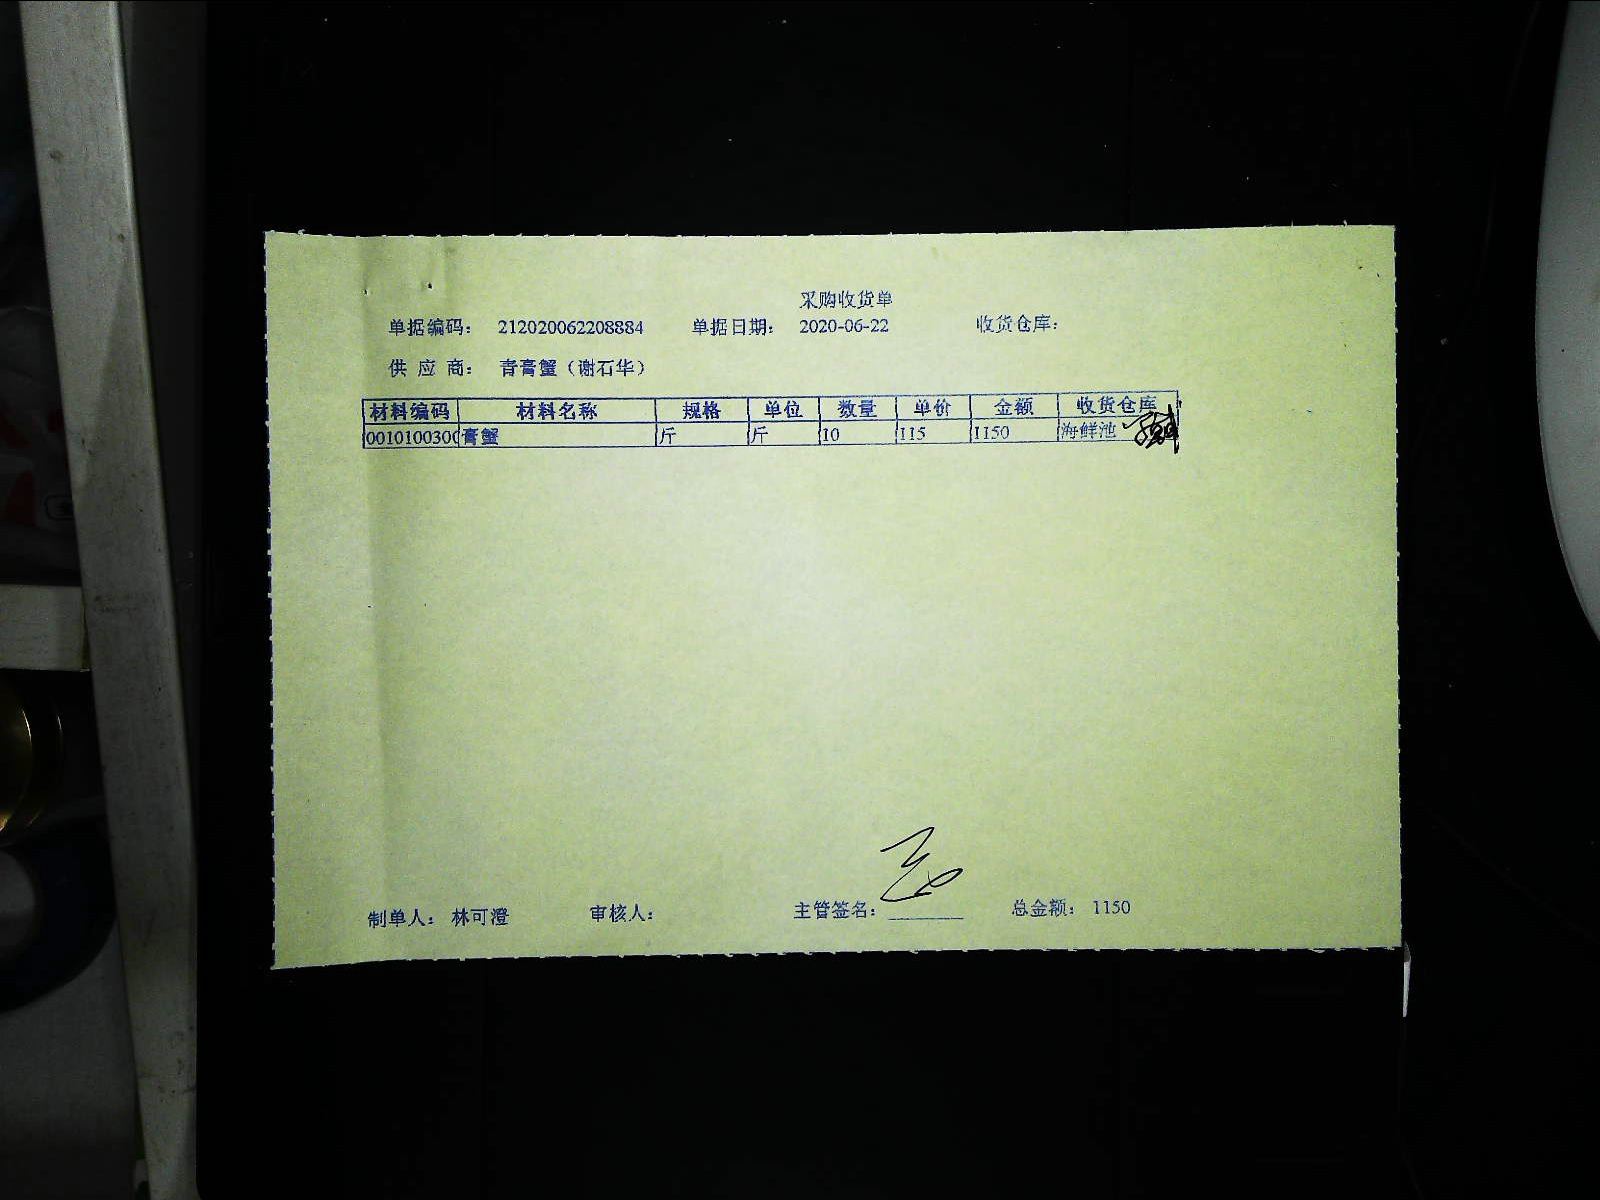 采购收货单
单据编码： 212020062208884 单据日期： 2020-06-22 收货仓库：
供 应 商： 青膏蟹（谢石华）
材料编码 材料名称 规格 单位 数量 单价 金额 收货仓库
001010030 膏蟹 斤 斤 10 115 1150 海鲜池
制单人： 林可澄 审核人： 主管签名： 总金额： 1150